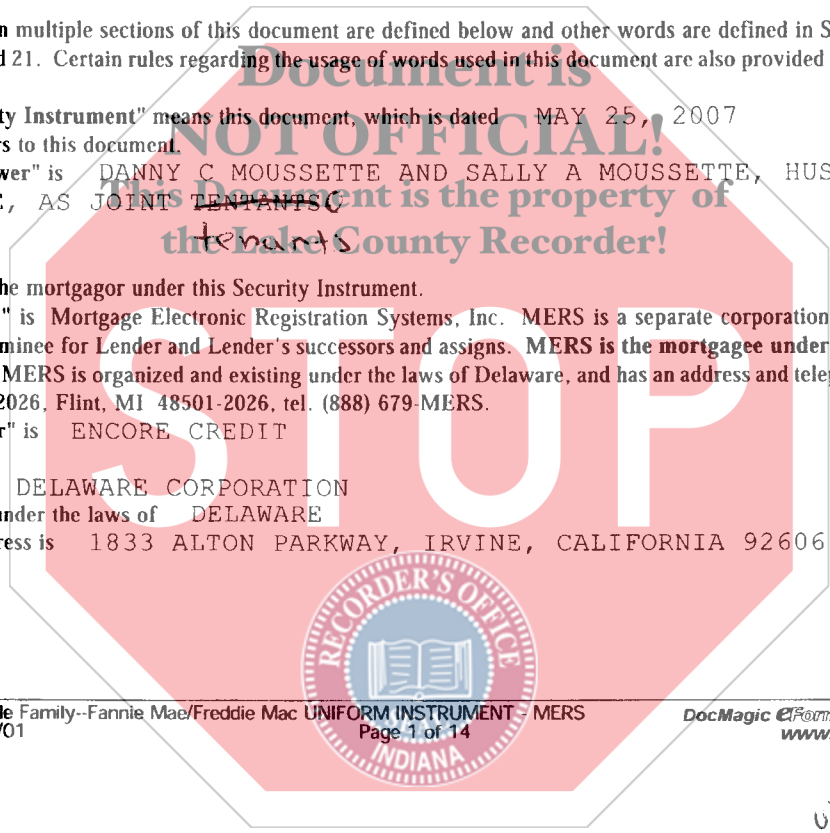 n multiple sections of this document are defined below and other words are defined in S
d 21. Certain rules regarding the usage of words used in this document are also provided
Document is
ty Instrument" means this document, which is dated MAY 25, 2007
NOT OFFICIAL!
rs to this document.
wer" is DANNY C MOUSSETTE AND SALLY A MOUSSETTE, HUS
This Document is the property of
E, AS JOINT TENTANTS
tenants
the Lake County Recorder!
he mortgagor under this Security Instrument.
" is Mortgage Electronic Registration Systems, Inc. MERS is a separate corporation
minee for Lender and Lender's successors and assigns. MERS is the mortgagee under
MERS is organized and existing under the laws of Delaware, and has an address and tele
2026, Flint, MI 48501-2026, tel. (888) 679-MERS.
STOP
r" is ENCORE CREDIT
DELAWARE CORPORATION
under the laws of DELAWARE
ress is 1833 ALTON PARKWAY, IRVINE, CALIFORNIA 92606
RECORDER'S OFFICE
le Family--Fannie Mae/Freddie Mac UNIFORM INSTRUMENT - MERS DocMagic eForm
/01 Page 1 of 14 www.
INDIANA